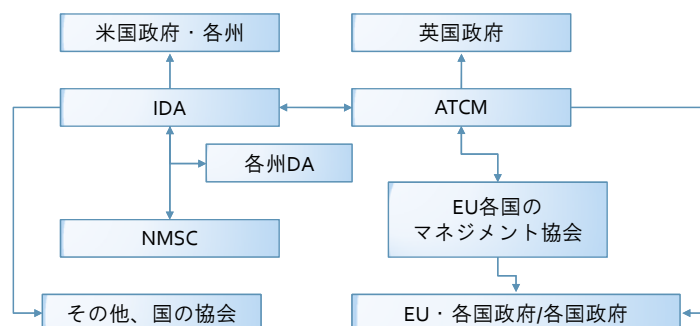 米国政府・各州
英国政府
IDA
ATCM
各州DA
EU各国の
マネジメント協会
NMSC
その他、国の協会
EU・各国政府/各国政府